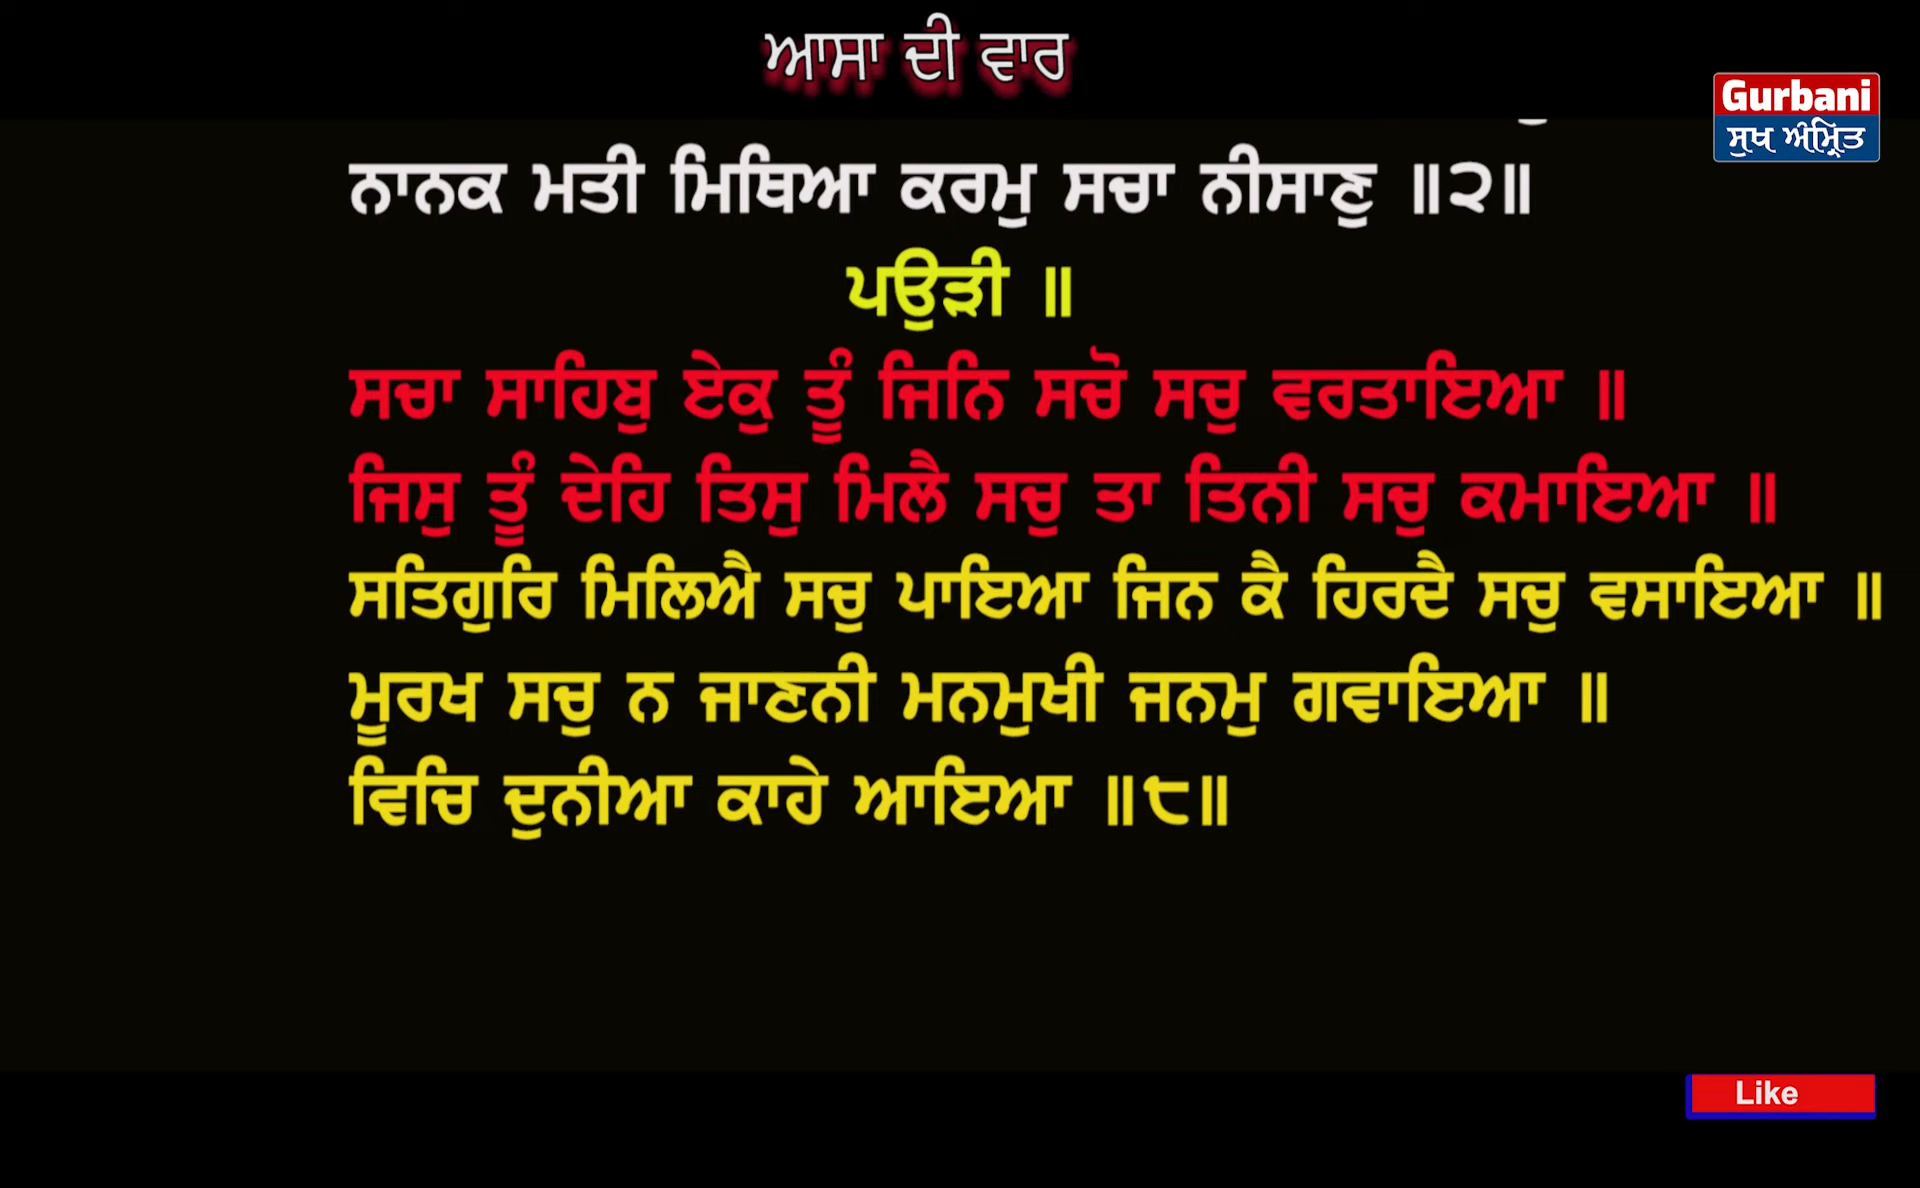 ਆਸਾ ਦੀ ਵਾਰ
Gurbani
ਸੁਖ ਅੰਮ੍ਰਿਤ
ਨਾਨਕ ਮਤੀ ਮਿਥਿਆ ਕਰਮੁ ਸਚਾ ਨੀਸਾਣੁ ॥੨॥
ਪਉੜੀ ॥
ਸਚਾ ਸਾਹਿਬੁ ਏਕੁ ਤੂੰ ਜਿਨਿ ਸਚੋ ਸਚੁ ਵਰਤਾਇਆ ॥
ਜਿਸੁ ਤੂੰ ਦੇਹਿ ਤਿਸੁ ਮਿਲੈ ਸਚੁ ਤਾ ਤਿਨੀ ਸਚੁ ਕਮਾਇਆ ॥
ਸਤਿਗੁਰਿ ਮਿਲਿਐ ਸਚੁ ਪਾਇਆ ਜਿਨ ਕੈ ਹਿਰਦੈ ਸਚੁ ਵਸਾਇਆ ॥
ਮੂਰਖ ਸਚੁ ਨ ਜਾਣਨੀ ਮਨਮੁਖੀ ਜਨਮੁ ਗਵਾਇਆ ॥
ਵਿਚਿ ਦੁਨੀਆ ਕਾਹੇ ਆਇਆ ॥੮॥
Like